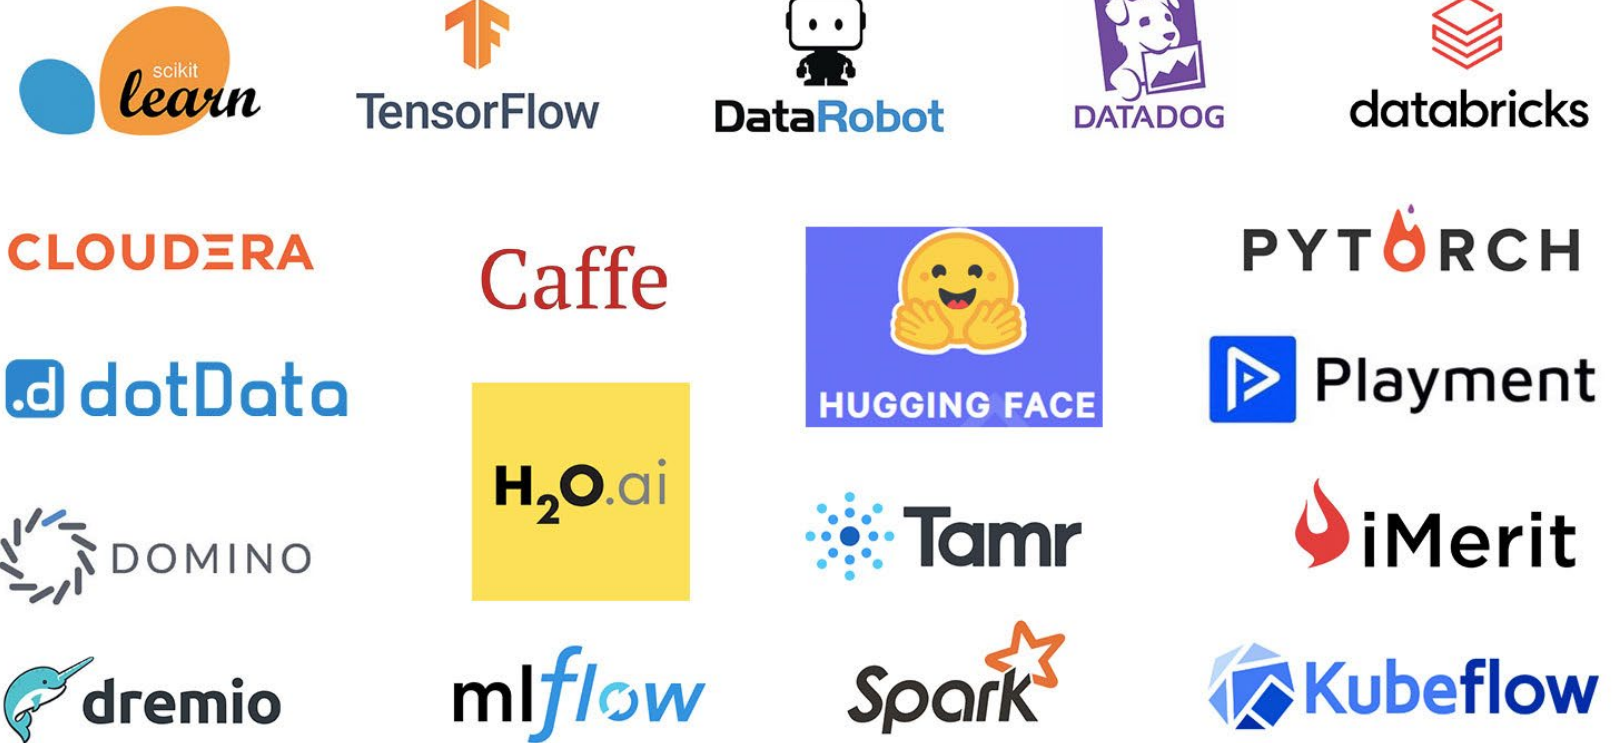 scikit
learn
TensorFlow
DataRobot
DATADOG
databricks
CLOUDERA
Caffe
HUGGING FACE
PYTORCH
.d dotData
H2O.ai
Playment
DOMINO
Tamr
iMerit
dremio
mlflow
Spark
Kubeflow